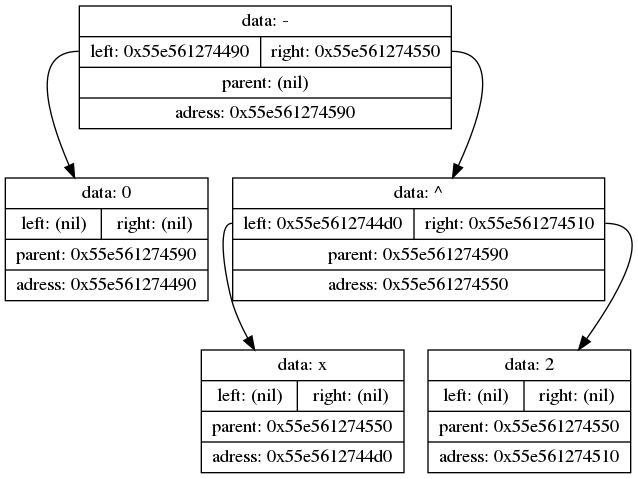 data: -
left: 0x55e561274490 right: 0x55e561274550
parent: (nil)
adress: 0x55e561274590
data: 0
left: (nil) right: (nil)
parent: 0x55e561274590
adress: 0x55e561274490
data: ^
left: 0x55e5612744d0 right: 0x55e561274510
parent: 0x55e561274590
adress: 0x55e561274550
data: x
left: (nil) right: (nil)
parent: 0x55e561274550
adress: 0x55e5612744d0
data: 2
left: (nil) right: (nil)
parent: 0x55e561274550
adress: 0x55e561274510